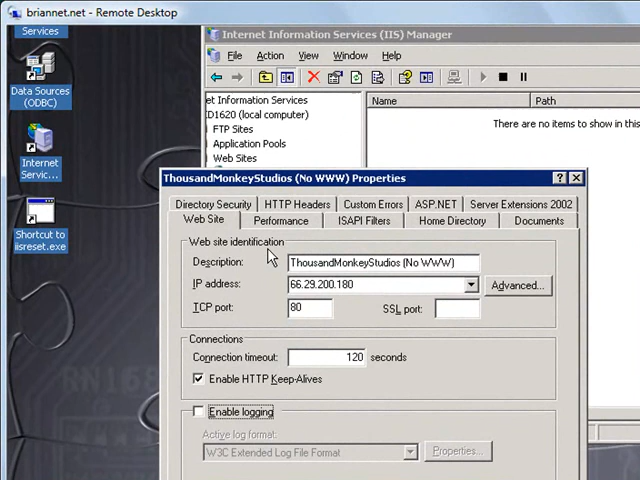 briannet.net - Remote Desktop
Services
Internet Information Services (IIS) Manager
File Action View Window Help
Data Sources
(ODBC)
et Information Services
D1620 (local computer)
FTP Sites
Application Pools
Web Sites
Name Path
There are no items to show in this
Internet
Servic...
Shortcut to
iisreset.exe
ThousandMonkeyStudios (No WWW) Properties
Directory Security HTTP Headers Custom Errors ASP.NET Server Extensions 2002
Web Site Performance ISAPI Filters Home Directory Documents
Web site identification
Description: ThousandMonkeyStudios (No WWW)
IP address: 66.29.200.180 Advanced...
TCP port: 80 SSL port:
Connections
Connection timeout: 120 seconds
Enable HTTP Keep-Alives
Enable logging
Active log format:
W3C Extended Log File Format Properties...